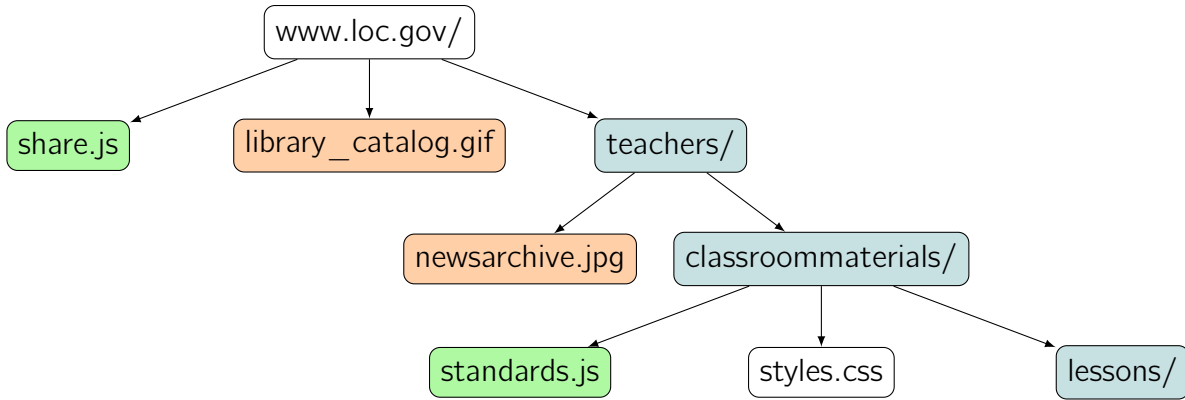 www.loc.gov/
share.js
library_catalog.gif
teachers/
newsarchive.jpg
classroommaterials/
standards.js
styles.css
lessons/